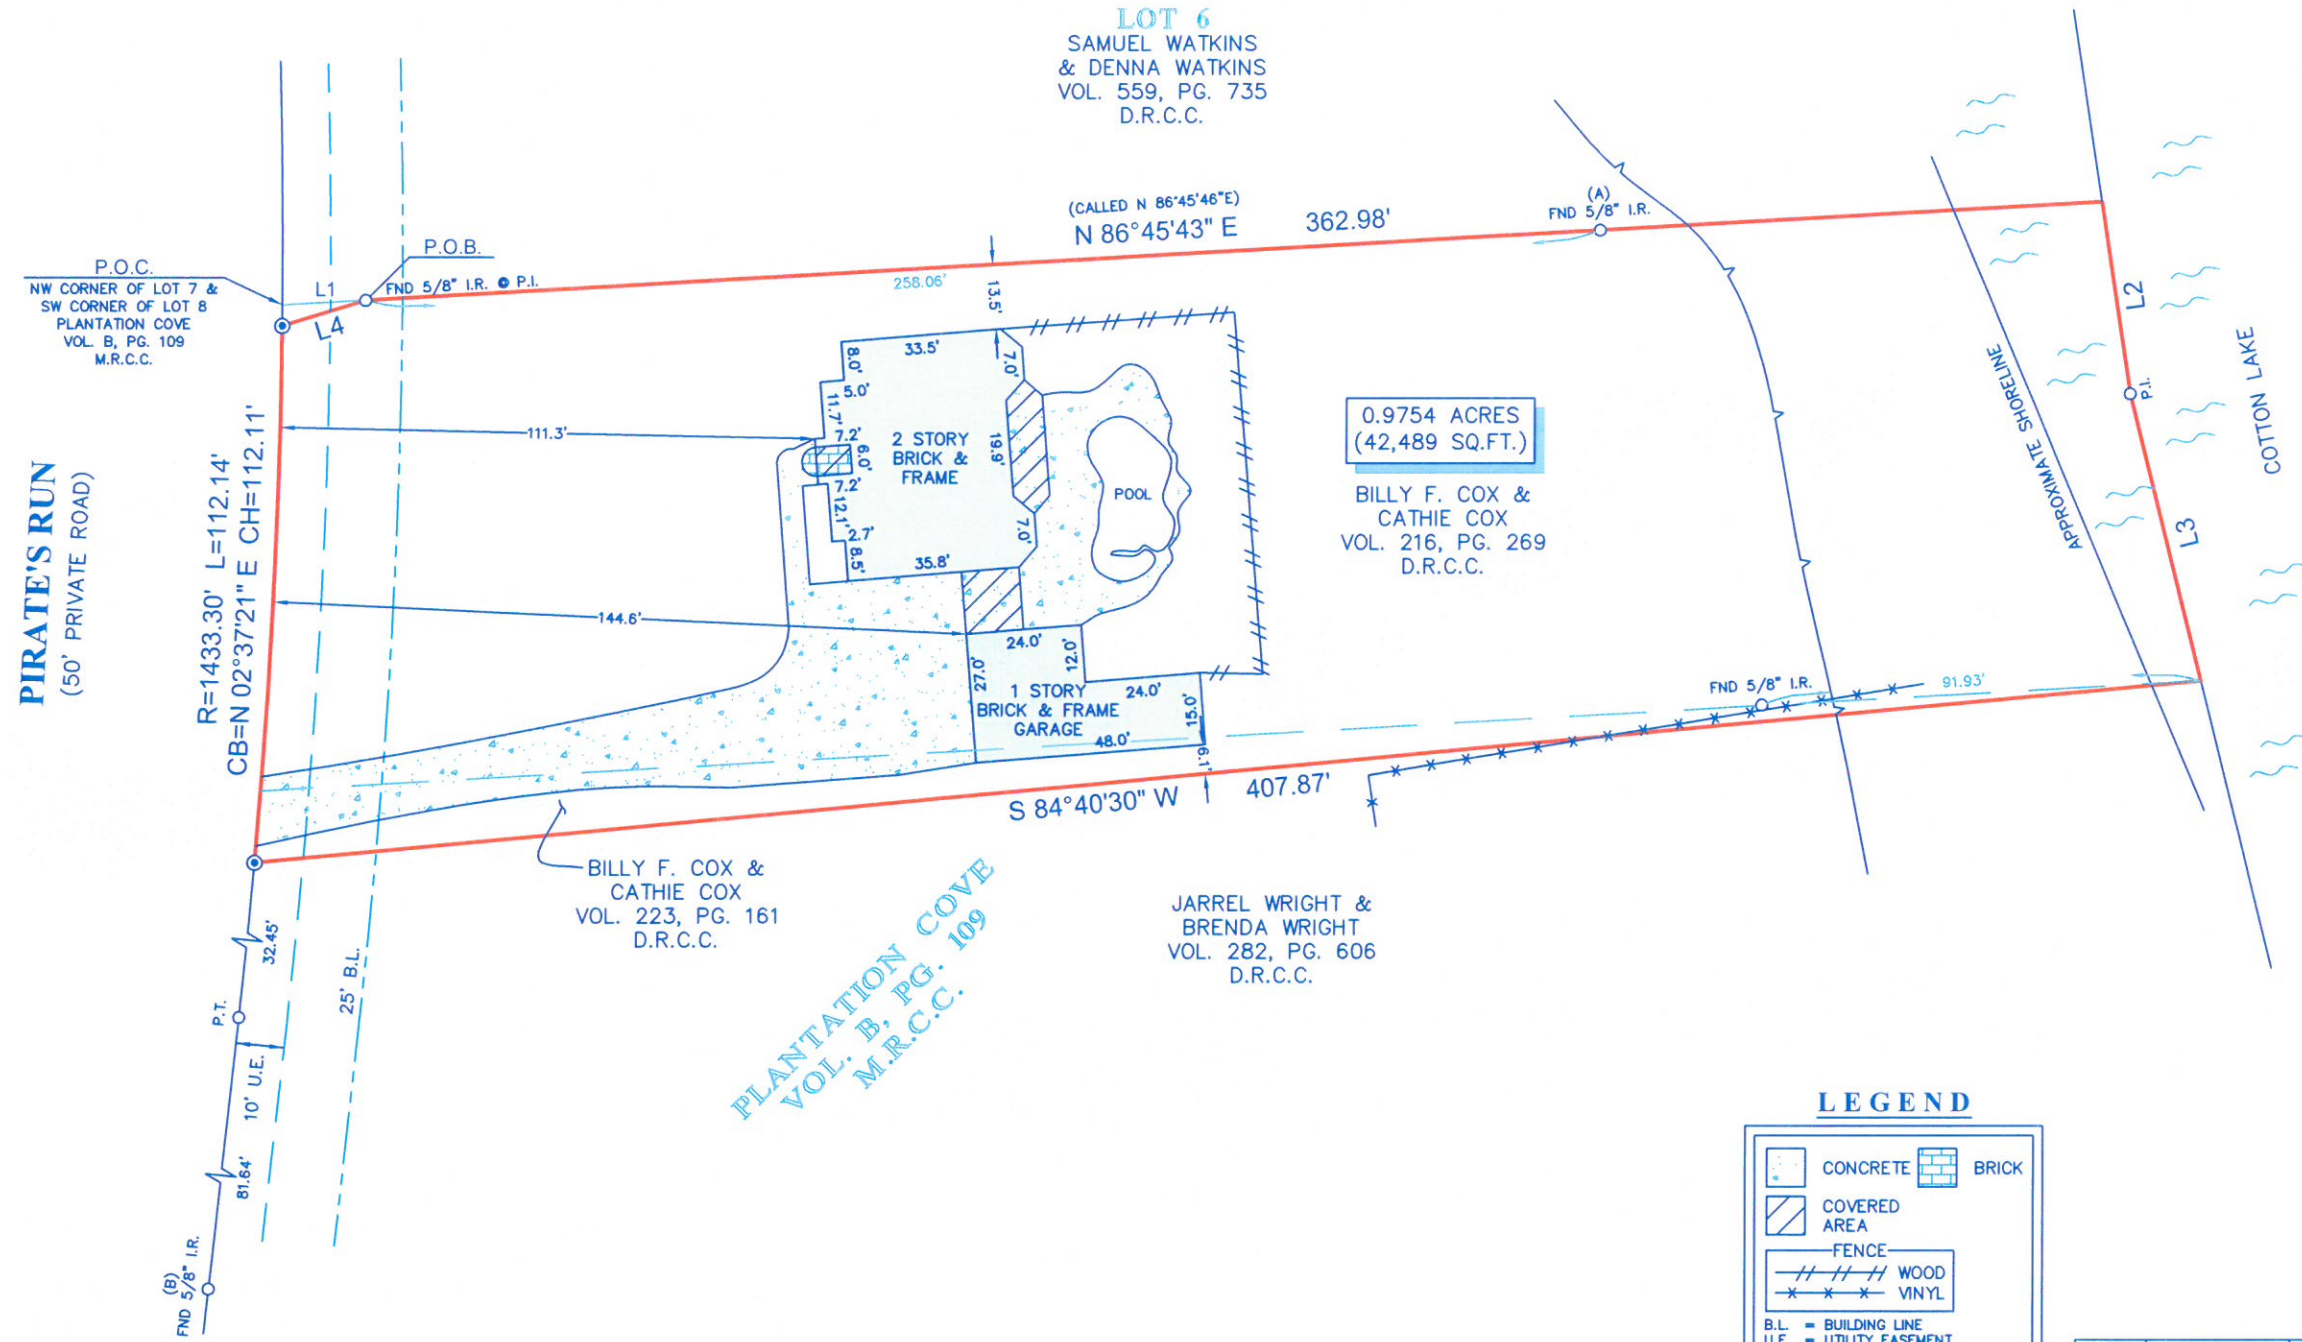 LOT 6
SAMUEL WATKINS
& DENNA WATKINS
VOL. 559, PG. 735
D.R.C.C.
(CALLED N 86°45'46"E)
N 86°45'43" E 362.98'
(A)
FND 5/8" I.R.
P.O.C.
NW CORNER OF LOT 7 &
SW CORNER OF LOT 8
PLANTATION COVE
VOL. B, PG. 109
M.R.C.C.
P.O.B.
L1
FND 5/8" I.R. @ P.I.
L4
258.06'
13.5'
L2
P.I.
L3
COTTON LAKE
APPROXIMATE SHORELINE
33.5'
8.0'
5.0'
11.7'
7.2'
6.0'
7.2'
12.1'
2.7'
8.5'
35.8'
7.0'
19.9'
7.0'
2 STORY
BRICK &
FRAME
POOL
111.3'
144.6'
0.9754 ACRES
(42,489 SQ.FT.)
BILLY F. COX &
CATHIE COX
VOL. 216, PG. 269
D.R.C.C.
PIRATE'S RUN
(50' PRIVATE ROAD)
R=1433.30' L=112.14'
CB=N 02°37'21" E CH=112.11'
24.0'
12.0'
27.0'
24.0'
15.0'
48.0'
1 STORY
BRICK & FRAME
GARAGE
9.1'
FND 5/8" I.R.
91.93'
S 84°40'30" W 407.87'
BILLY F. COX &
CATHIE COX
VOL. 223, PG. 161
D.R.C.C.
JARREL WRIGHT &
BRENDA WRIGHT
VOL. 282, PG. 606
D.R.C.C.
PLANTATION COVE
VOL. B, PG. 109
M.R.C.C.
32.45'
P.T.
25' B.L.
10' U.E.
81.64'
(B)
FND 5/8" I.R.
LEGEND
CONCRETE BRICK
COVERED
AREA
FENCE
WOOD
VINYL
B.L. = BUILDING LINE
U.E. = UTILITY EASEMENT